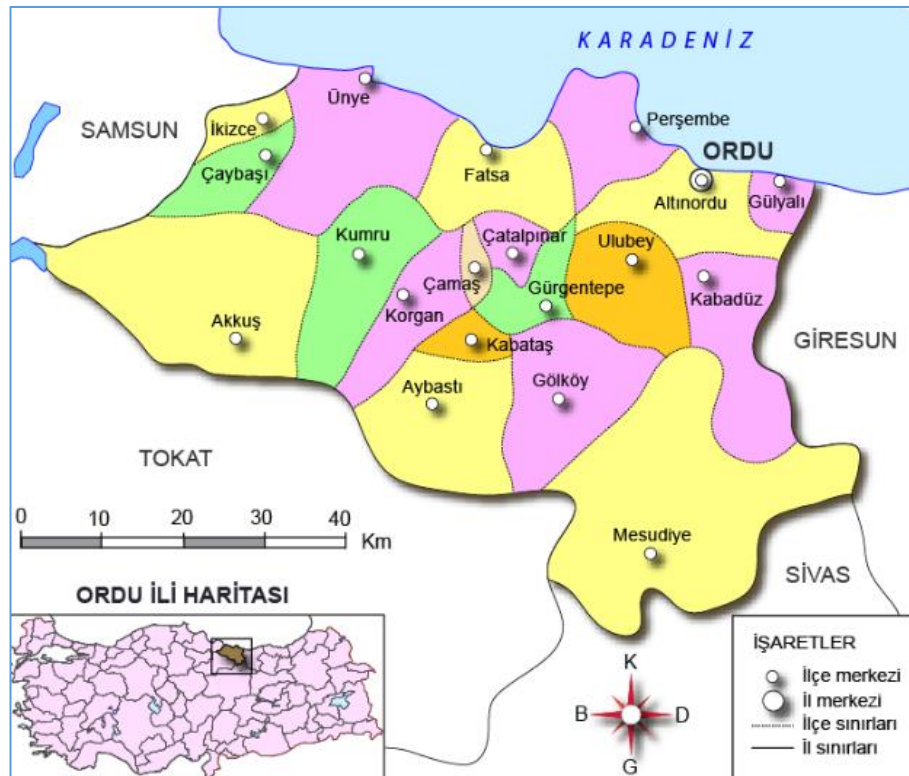 KARADENİZ
Ünye
SAMSUN
İkizce
Perşembe
ORDU
Çaybaşı
Fatsa
Altınordu
Gülyalı
Kumru
Çatalpınar
Ulubey
Çamaş
Gürgentepe
Kabadüz
Korgan
Akkuş
Kabataş
GİRESUN
Aybastı
Gölköy
TOKAT
0 10 20 30 40
Km
Mesudiye
SİVAS
ORDU İLİ HARİTASI
K
B D
G
İŞARETLER
İlçe merkezi
İl merkezi
İlçe sınırları
İl sınırları